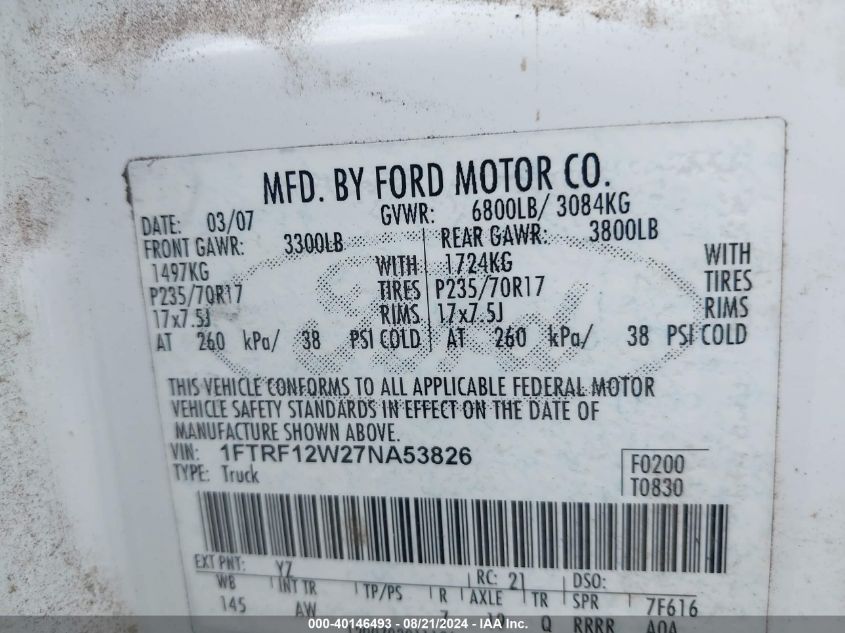 MFD. BY FORD MOTOR CO.
DATE: 03/07 GVWR: 6800LB/ 3084KG
FRONT GAWR: 3300LB REAR GAWR: 3800LB
1497KG WITH 1724KG WITH
P235/70R17 TIRES P235/70R17 TIRES
17x7.5J RIMS 17x7.5J RIMS
AT 260 kPa/ 38 PSI COLD AT 260 kPa/ 38 PSI COLD
Ford
THIS VEHICLE CONFORMS TO ALL APPLICABLE FEDERAL MOTOR
VEHICLE SAFETY STANDARDS IN EFFECT ON THE DATE OF
MANUFACTURE SHOWN ABOVE.
VIN: 1FTRF12W27NA53826
TYPE: Truck
F0200
T0830
EXT PNT: YZ RC: 21 DSO:
WB INT TR TP/PS R AXLE TR SPR 7F616
145 AW Q RRRR
000-40146493 - 08/21/2024 - IAA Inc.